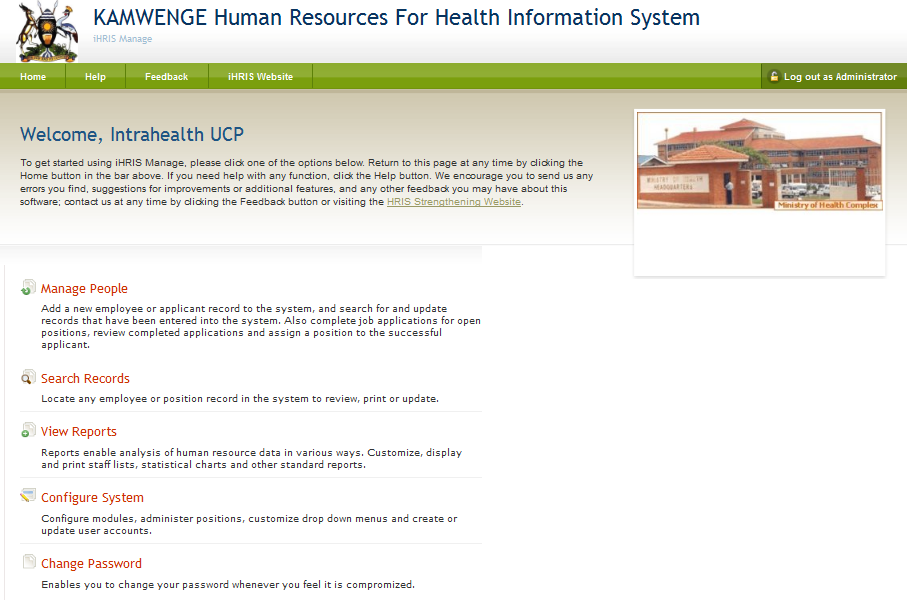 KAMWENGE Human Resources For Health Information System
iHRIS Manage
Home Help Feedback iHRIS Website Log out as Administrator
Welcome, Intrahealth UCP
To get started using iHRIS Manage, please click one of the options below. Return to this page at any time by clicking the
Home button in the bar above. If you need help with any function, click the Help button. We encourage you to send us any
errors you find, suggestions for improvements or additional features, and any other feedback you may have about this
software; contact us at any time by clicking the Feedback button or visiting the HRIS Strengthening Website.
MINISTRY OF HEALTH
HEADQUARTERS
Ministry of Health Complex
Manage People
Add a new employee or applicant record to the system, and search for and update
records that have been entered into the system. Also complete job applications for open
positions, review completed applications and assign a position to the successful
applicant.
Search Records
Locate any employee or position record in the system to review, print or update.
View Reports
Reports enable analysis of human resource data in various ways. Customize, display
and print staff lists, statistical charts and other standard reports.
Configure System
Configure modules, administer positions, customize drop down menus and create or
update user accounts.
Change Password
Enables you to change your password whenever you feel it is compromized.